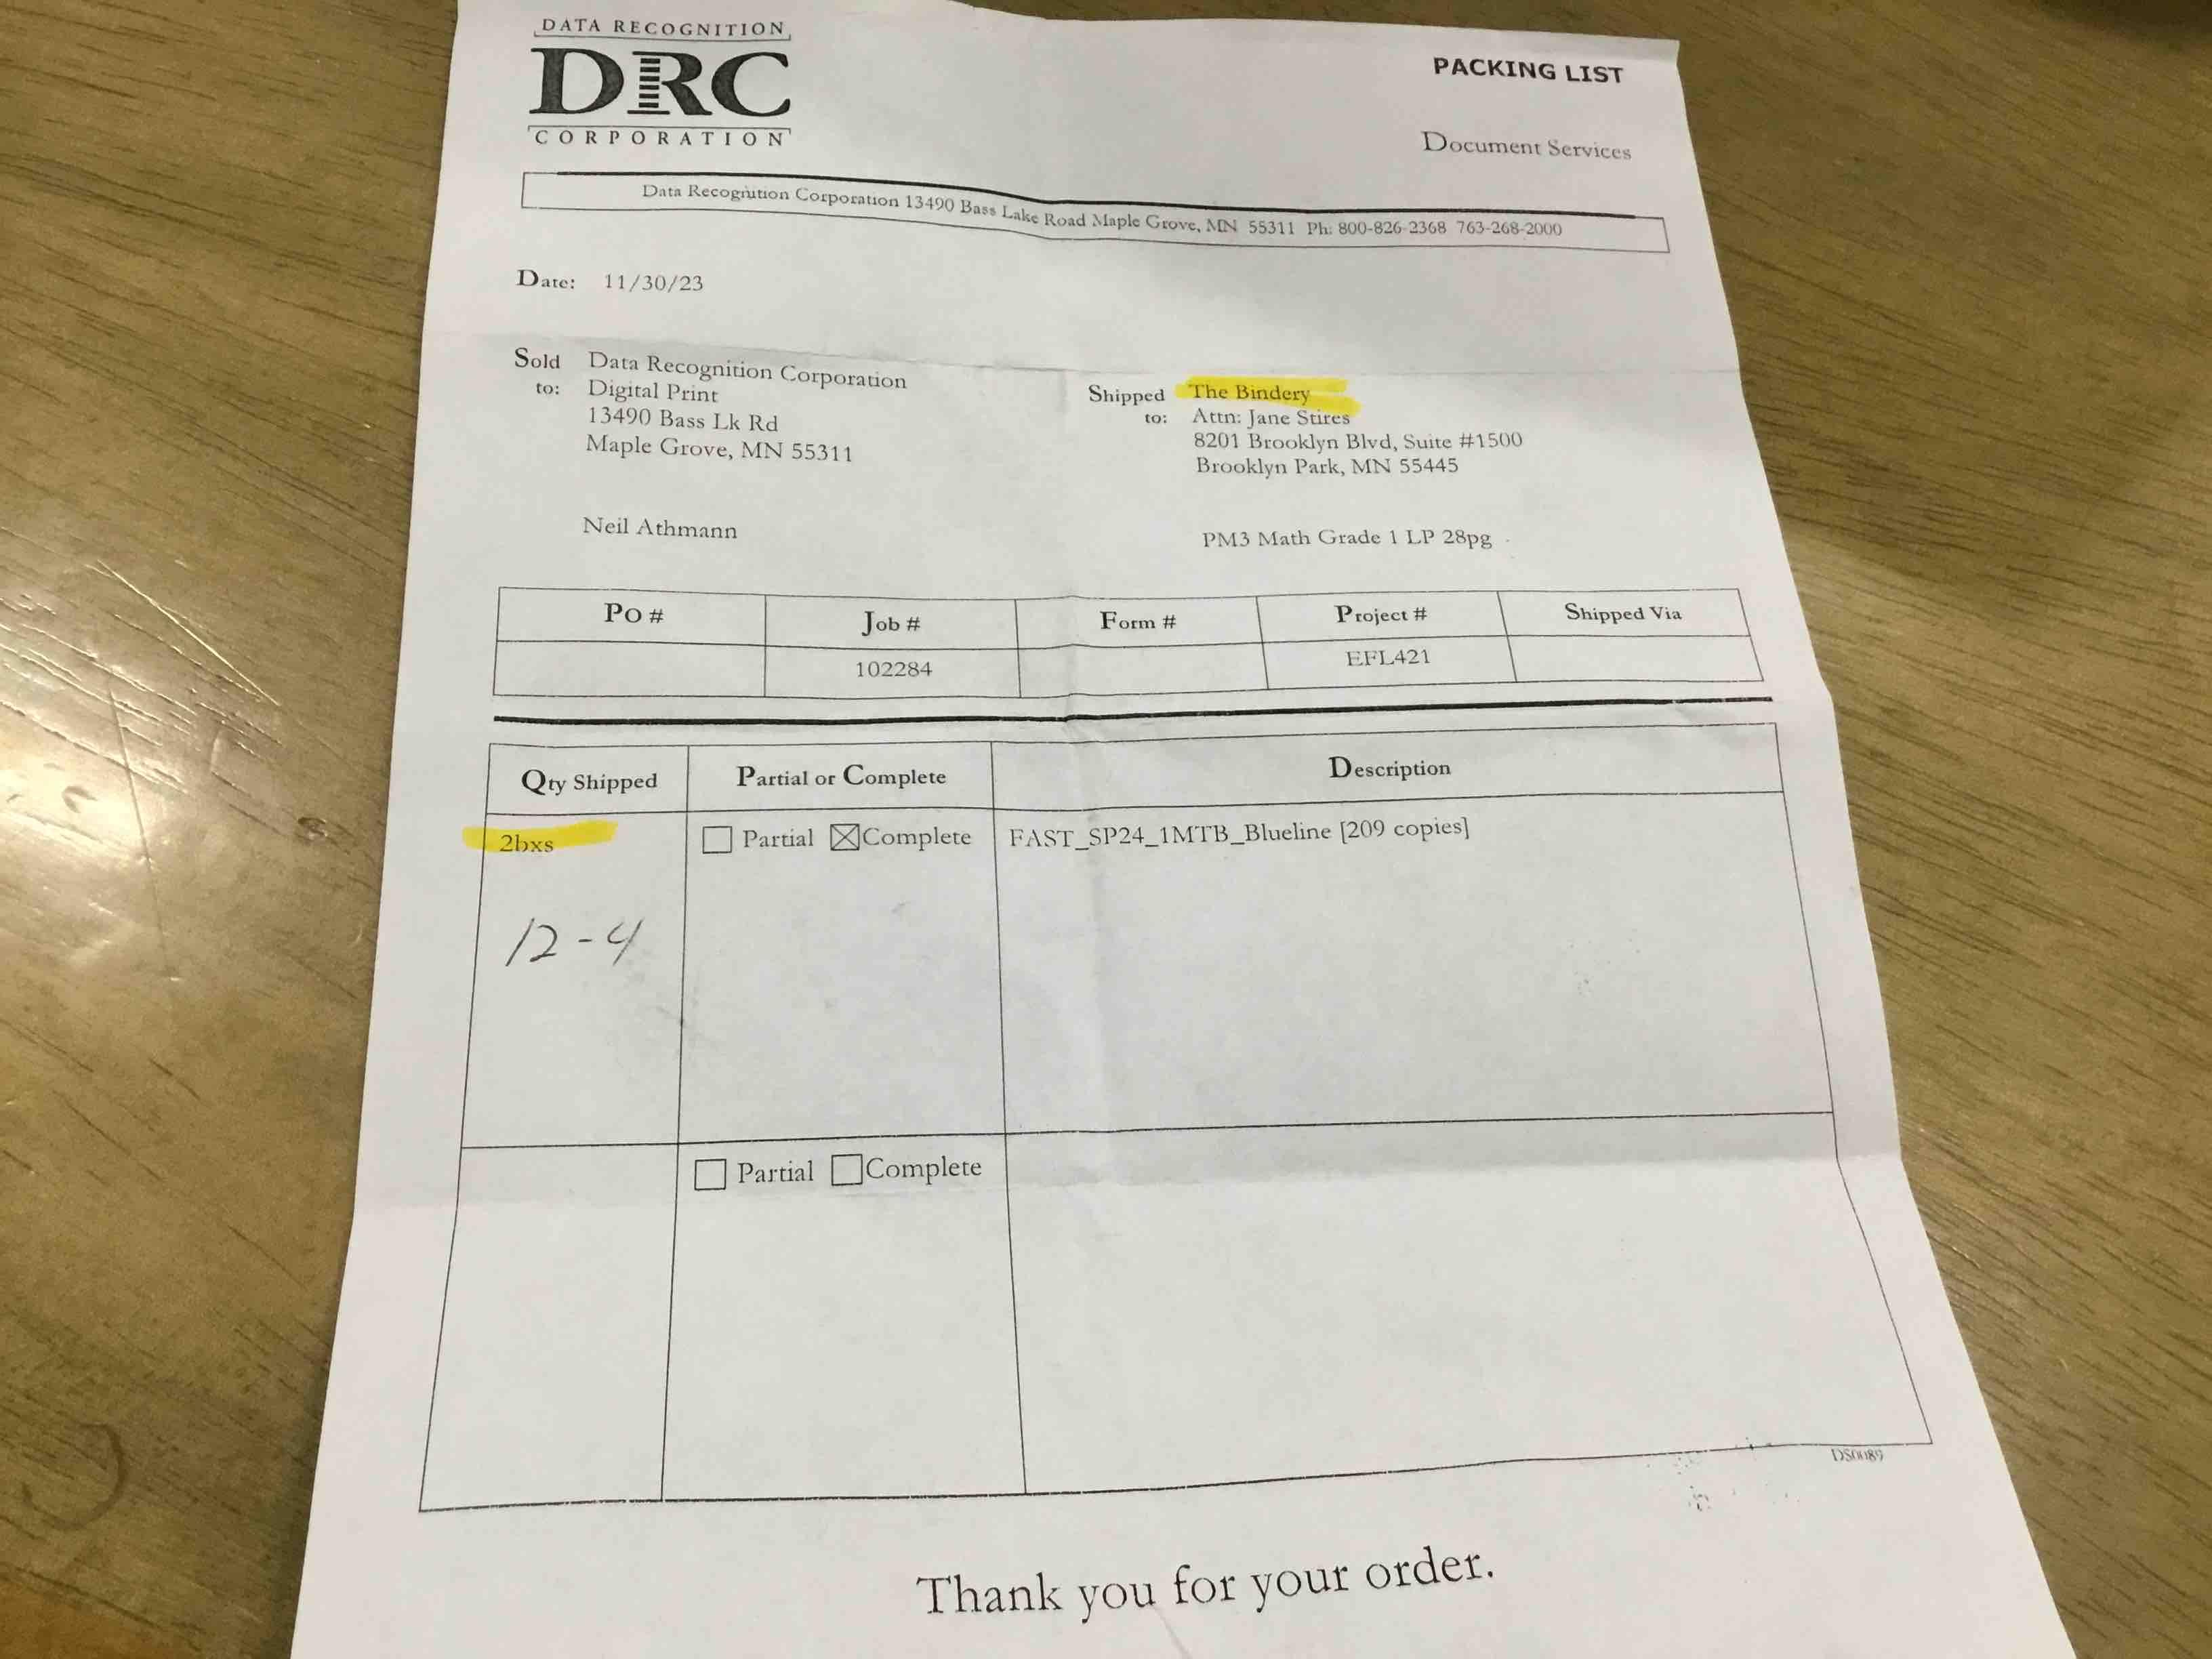 DATA RECOGNITION
DRC
CORPORATION
PACKING LIST
Document Services
Data Recognition Corporation 13490 Bass Lake Road Maple Grove, MN 55311 Ph: 800-826-2368 763-268-2000
Date: 11/30/23
Sold to: Data Recognition Corporation
Digital Print
13490 Bass Lk Rd
Maple Grove, MN 55311
Shipped to: The Bindery
Attn: Jane Stires
8201 Brooklyn Blvd, Suite #1500
Brooklyn Park, MN 55445
Neil Athmann
PM3 Math Grade 1 LP 28pg
PO # Job # Form # Project # Shipped Via
102284 EFL421
Qty Shipped Partial or Complete Description
2bxs Partial Complete FAST_SP24_1MTB_Blueline [209 copies]
12-4
Partial Complete
DS0089
Thank you for your order.